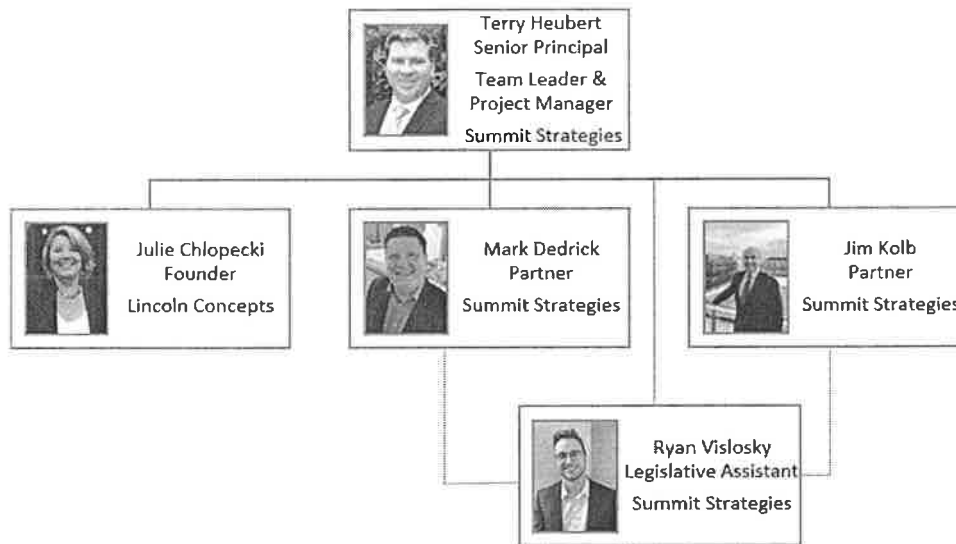 Terry Heubert
Senior Principal
Team Leader &
Project Manager
Summit Strategies
Julie Chlopecki
Founder
Lincoln Concepts
Mark Dedrick
Partner
Summit Strategies
Jim Kolb
Partner
Summit Strategies
Ryan Vislosky
Legislative Assistant
Summit Strategies